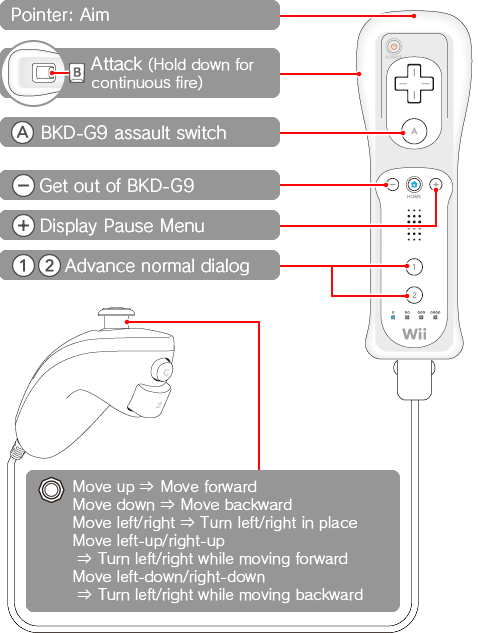 Pointer: Aim
B Attack (Hold down for
continuous fire)
A BKD-G9 assault switch
− Get out of BKD-G9
+ Display Pause Menu
1 2 Advance normal dialog
POWER
A
− HOME +
1
2
Wii
C
Z
Move up ⇒ Move forward
Move down ⇒ Move backward
Move left/right ⇒ Turn left/right in place
Move left-up/right-up
⇒ Turn left/right while moving forward
Move left-down/right-down
⇒ Turn left/right while moving backward